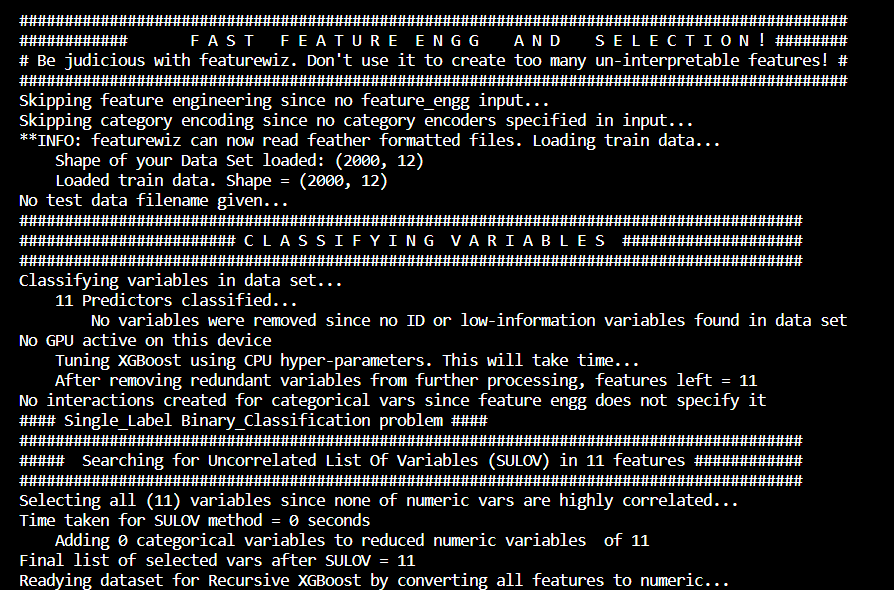 ############################################################################################
############       F A S T   F E A T U R E  E N G G    A N D    S E L E C T I O N ! ########
# Be judicious with featurewiz. Don't use it to create too many un-interpretable features! #
############################################################################################
Skipping feature engineering since no feature_engg input...
Skipping category encoding since no category encoders specified in input...
**INFO: featurewiz can now read feather formatted files. Loading train data...
    Shape of your Data Set loaded: (2000, 12)
    Loaded train data. Shape = (2000, 12)
No test data filename given...
#######################################################################################
######################## C L A S S I F Y I N G  V A R I A B L E S  ####################
#######################################################################################
Classifying variables in data set...
    11 Predictors classified...
        No variables were removed since no ID or low-information variables found in data set
No GPU active on this device
    Tuning XGBoost using CPU hyper-parameters. This will take time...
    After removing redundant variables from further processing, features left = 11
No interactions created for categorical vars since feature engg does not specify it
#### Single_Label Binary_Classification problem ####
#######################################################################################
#####  Searching for Uncorrelated List Of Variables (SULOV) in 11 features ############
#######################################################################################
Selecting all (11) variables since none of numeric vars are highly correlated...
Time taken for SULOV method = 0 seconds
    Adding 0 categorical variables to reduced numeric variables  of 11
Final list of selected vars after SULOV = 11
Readying dataset for Recursive XGBoost by converting all features to numeric...